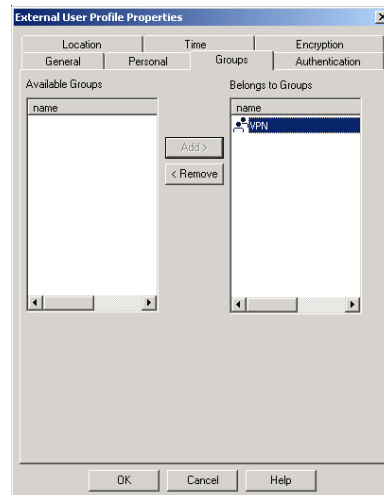 External User Profile Properties
Location Time Encryption
General Personal Groups Authentication
Available Groups Belongs to Groups
name name
VPN
Add >
< Remove
OK Cancel Help